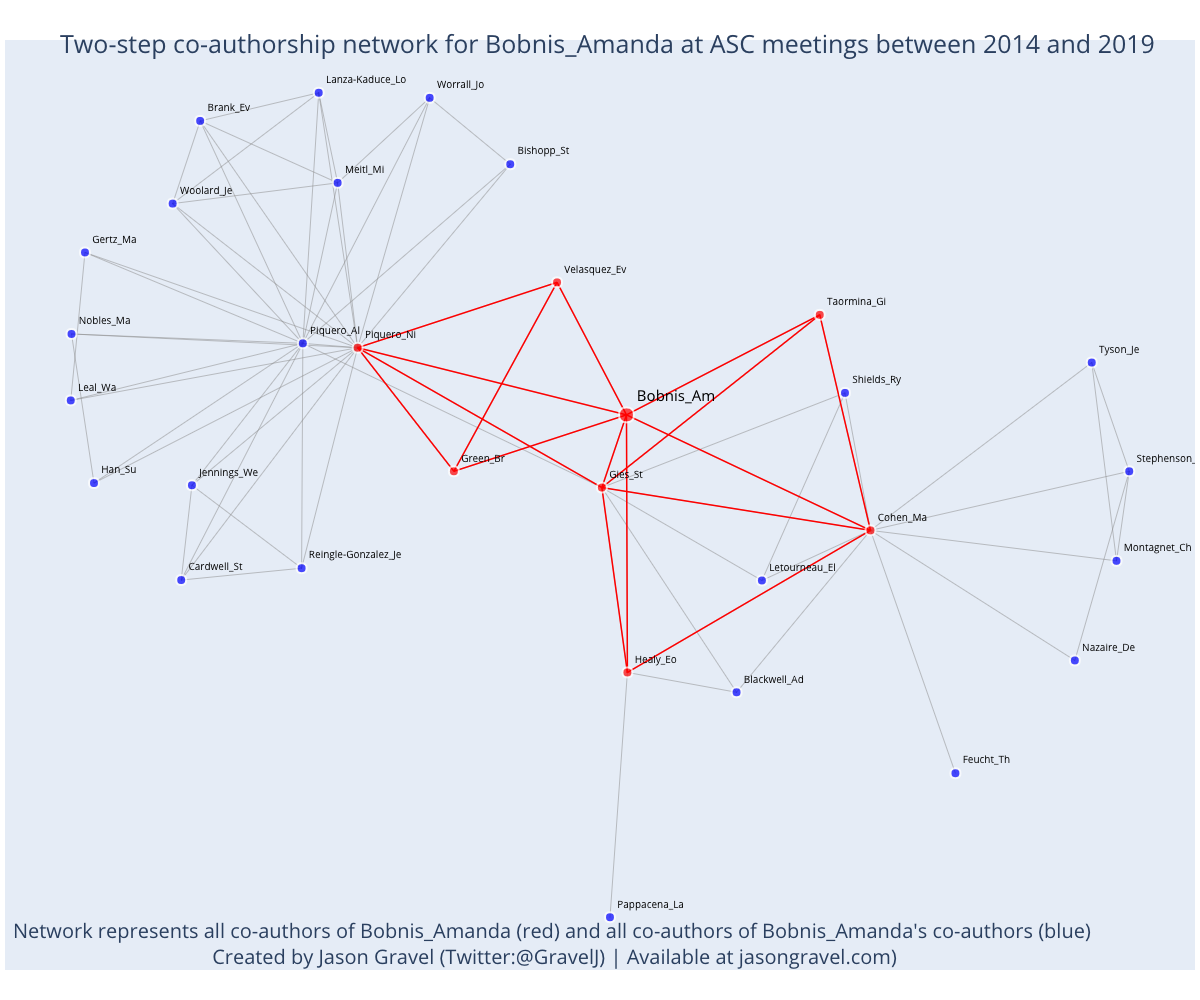 Two-step co-authorship network for Bobnis_Amanda at ASC meetings between 2014 and 2019
Lanza-Kaduce_Lo
Worrall_Jo
Brank_Ev
Bishopp_St
Meitl_Mi
Woolard_Je
Gertz_Ma
Velasquez_Ev
Taormina_Gi
Nobles_Ma
Piquero_Al
Piquero_Ni
Tyson_Je
Shields_Ry
Leal_Wa
Bobnis_Am
Green_Br
Stephenson_
Han_Su
Jennings_We
Gies_St
Cohen_Ma
Montagnet_Ch
Reingle-Gonzalez_Je
Cardwell_St
Letourneau_El
Nazaire_De
Healy_Eo
Blackwell_Ad
Feucht_Th
Pappacena_La
Network represents all co-authors of Bobnis_Amanda (red) and all co-authors of Bobnis_Amanda's co-authors (blue)
Created by Jason Gravel (Twitter:@GravelJ) | Available at jasongravel.com)